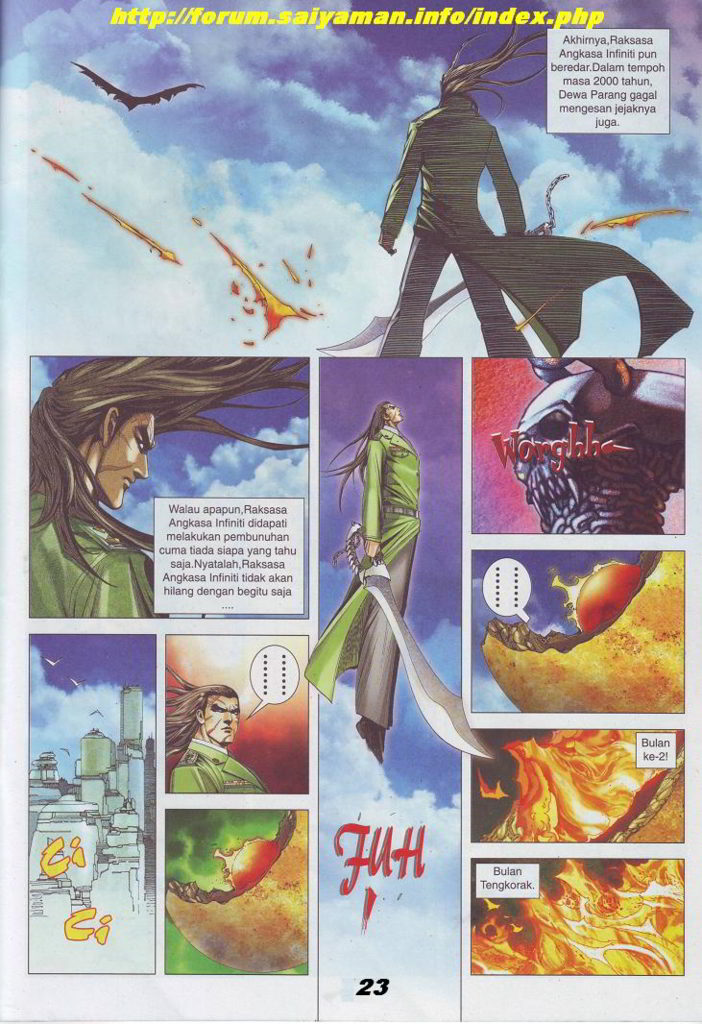 http://forum.saiyaman.info/index.php
Akhirnya,Raksasa
Angkasa Infiniti pun
beredar.Dalam tempoh
masa 2000 tahun,
Dewa Parang gagal
mengesan jejaknya
juga.
Walau apapun,Raksasa
Angkasa Infiniti didapati
melakukan pembunuhan
cuma tiada siapa yang tahu
saja.Nyatalah,Raksasa
Angkasa Infiniti tidak akan
hilang dengan begitu saja
....
Worghh
Ci
Ci
FUH
!
Bulan
ke-2!
Bulan
Tengkorak.
23